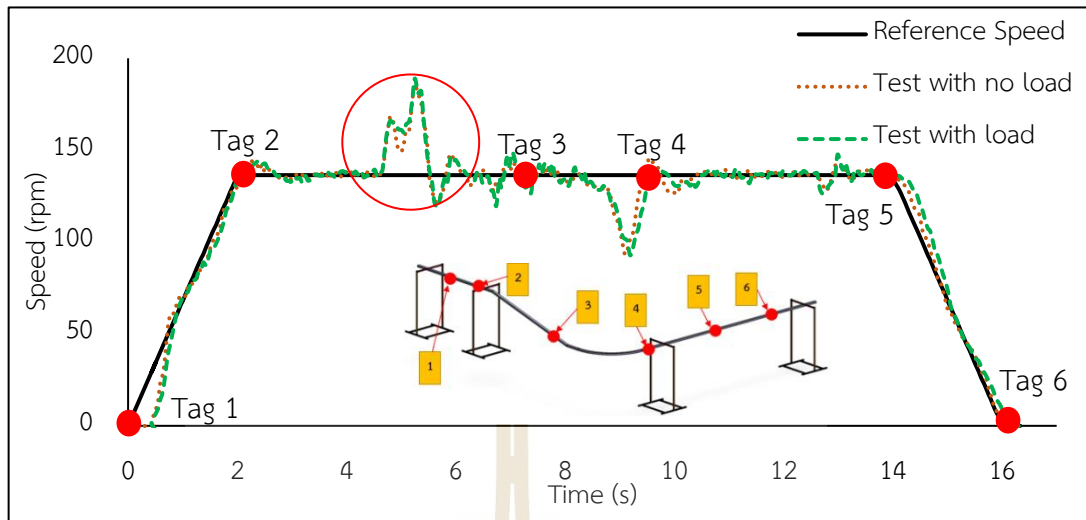 Reference Speed
Test with no load
Test with load
Speed (rpm)
200
150
100
50
0
Tag 1
Tag 2
Tag 3
Tag 4
Tag 5
Tag 6
1
2
3
4
5
6
0 2 4 6 8 10 12 14 16
Time (s)